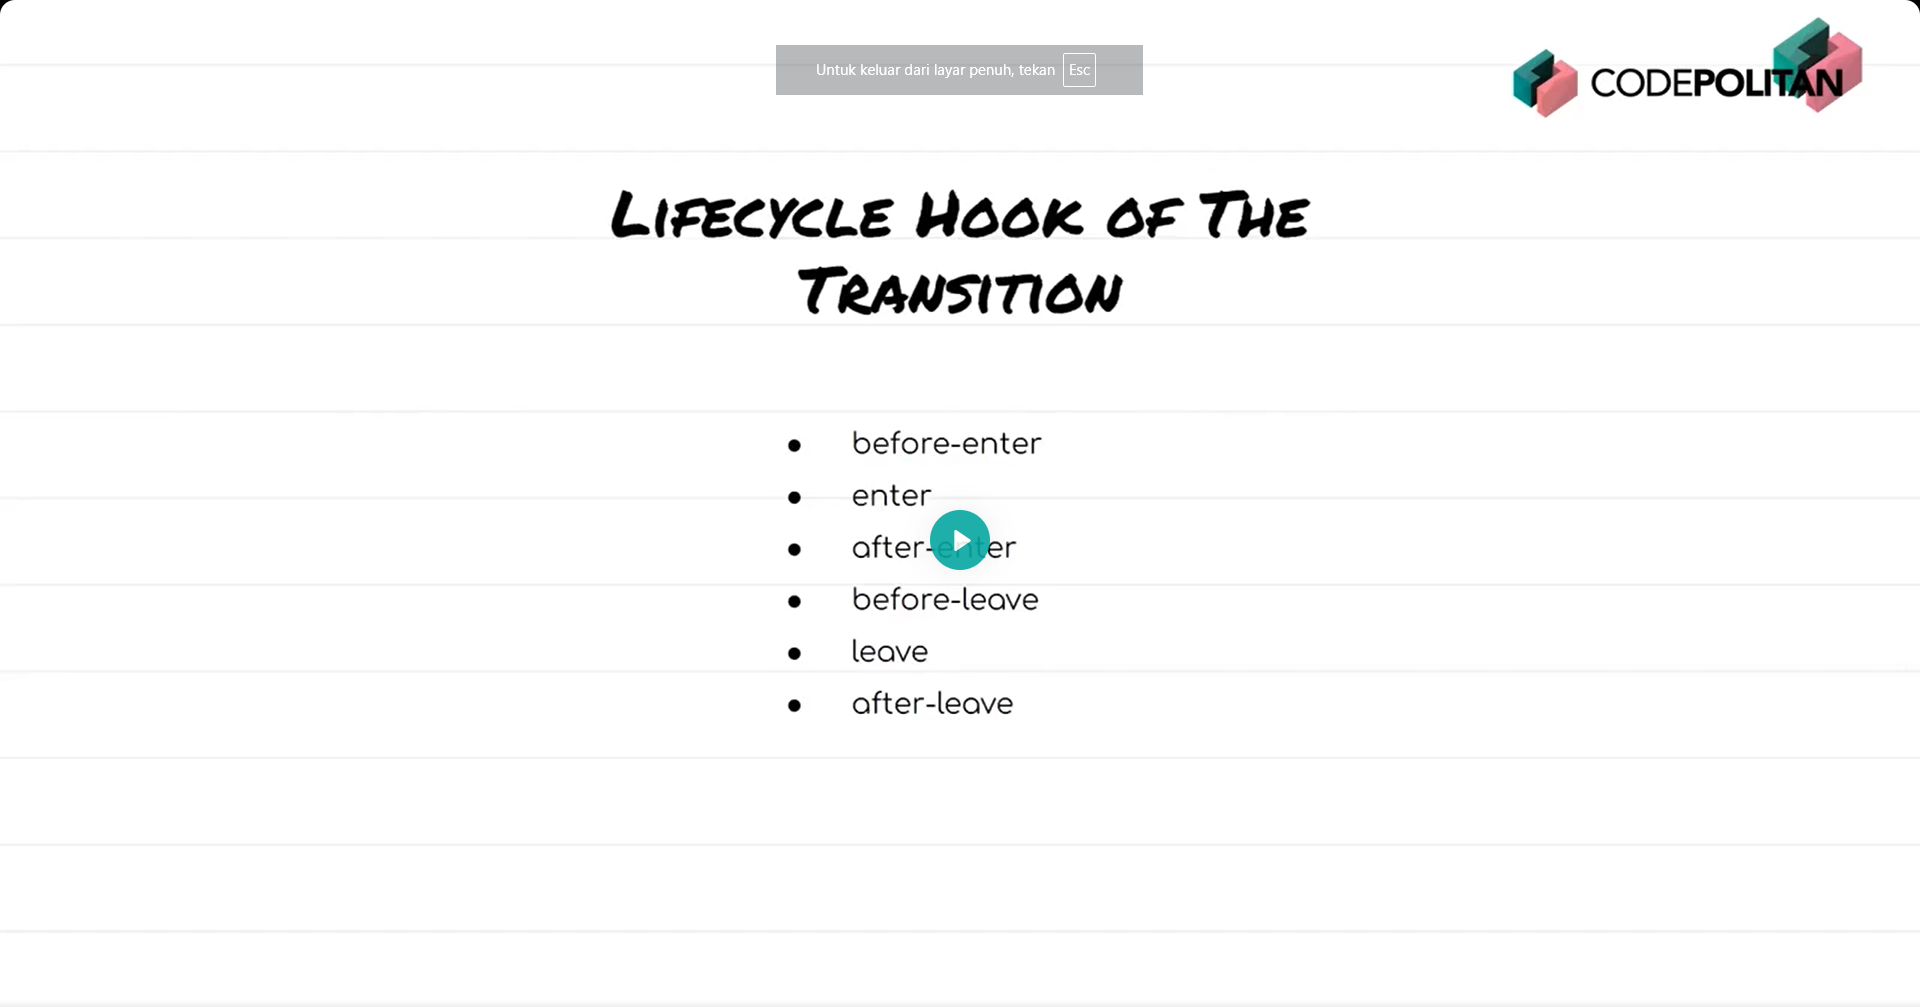 Untuk keluar dari layar penuh, tekan Esc
CODEPOLITAN
Lifecycle Hook of The
Transition
● before-enter
● enter
● after-enter
● before-leave
● leave
● after-leave